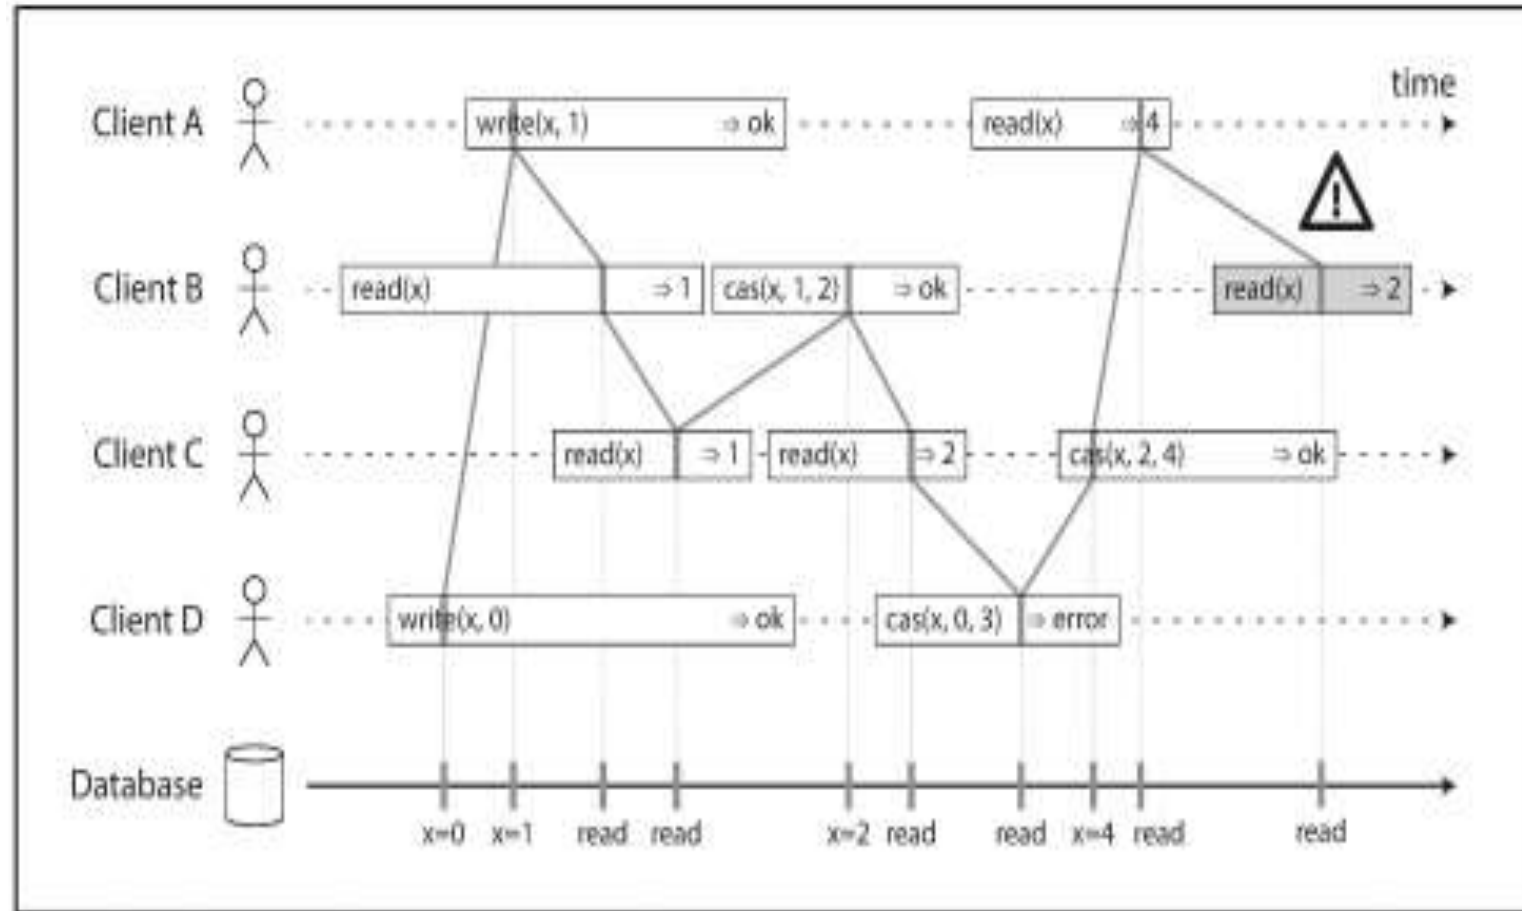 time
Client A write(x, 1) ⇒ ok read(x) ⇒ 4
Client B read(x) ⇒ 1 cas(x, 1, 2) ⇒ ok read(x) ⇒ 2
Client C read(x) ⇒ 1 read(x) ⇒ 2 cas(x, 2, 4) ⇒ ok
Client D write(x, 0) ⇒ ok cas(x, 0, 3) ⇒ error
Database
x=0 x=1 read read x=2 read read x=4 read read